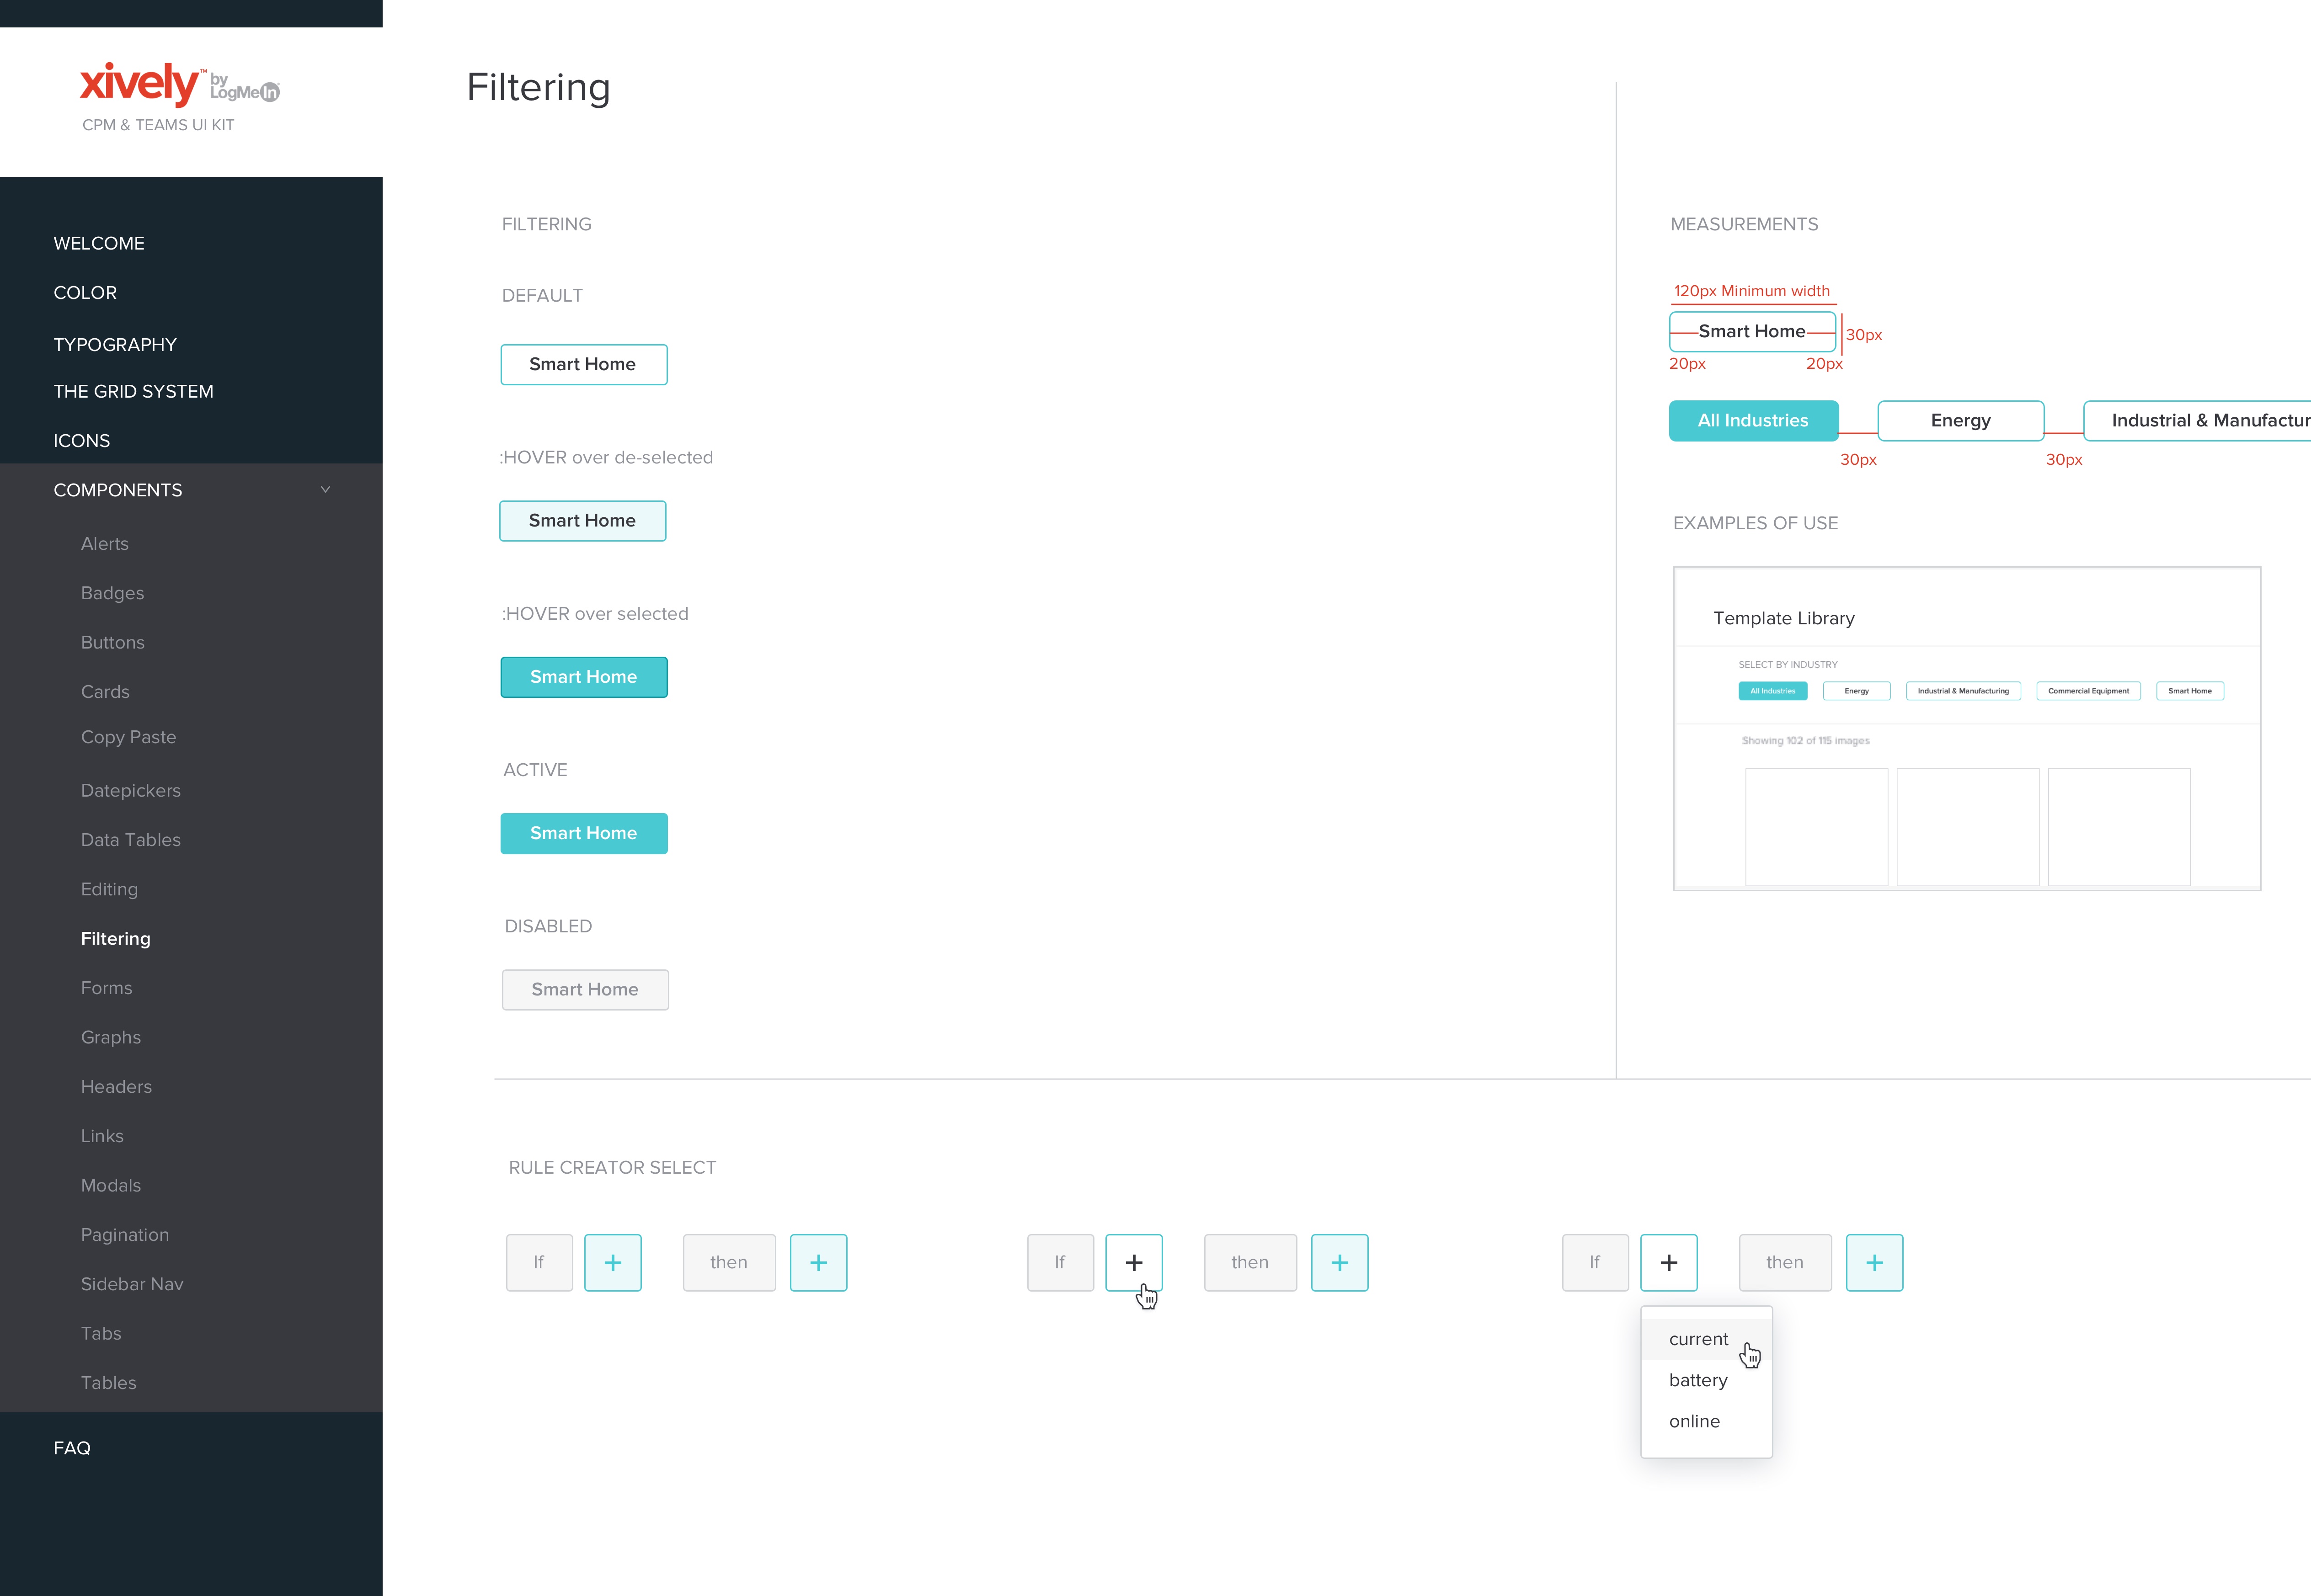 xively™ by LogMeIn
CPM & TEAMS UI KIT
WELCOME
COLOR
TYPOGRAPHY
THE GRID SYSTEM
ICONS
COMPONENTS
Alerts
Badges
Buttons
Cards
Copy Paste
Datepickers
Data Tables
Editing
Filtering
Forms
Graphs
Headers
Links
Modals
Pagination
Sidebar Nav
Tabs
Tables
FAQ
Filtering
FILTERING
DEFAULT
Smart Home
:HOVER over de-selected
Smart Home
:HOVER over selected
Smart Home
ACTIVE
Smart Home
DISABLED
Smart Home
MEASUREMENTS
120px Minimum width
Smart Home 30px
20px 20px
All Industries Energy Industrial & Manufactur
30px 30px
EXAMPLES OF USE
Template Library
SELECT BY INDUSTRY
All Industries Energy Industrial & Manufacturing Commercial Equipment Smart Home
Showing 102 of 115 images
RULE CREATOR SELECT
If + then + If + then + If + then +
current
battery
online